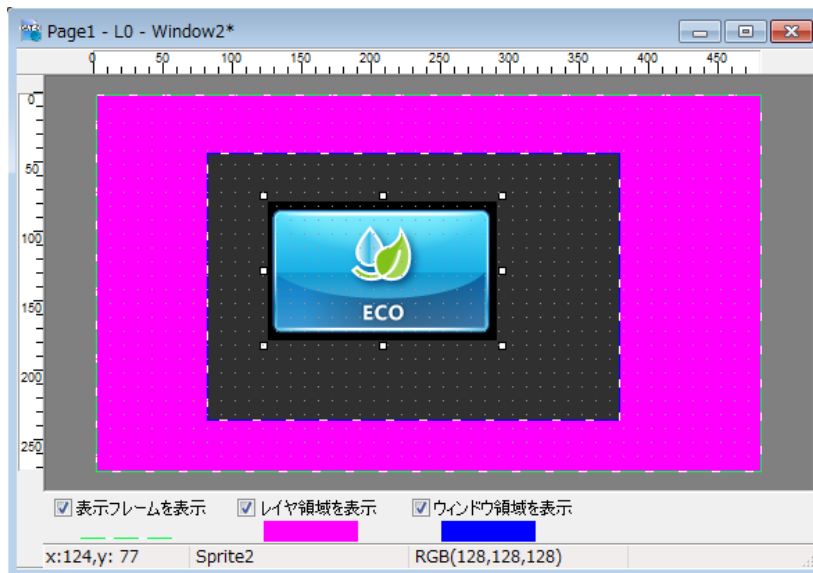 Page1 - L0 - Window2*
0 50 100 150 200 250 300 350 400 450
0
50
100
150
200
250
ECO
表示フレームを表示 レイヤ領域を表示 ウィンドウ領域を表示
x:124,y: 77 Sprite2 RGB(128,128,128)